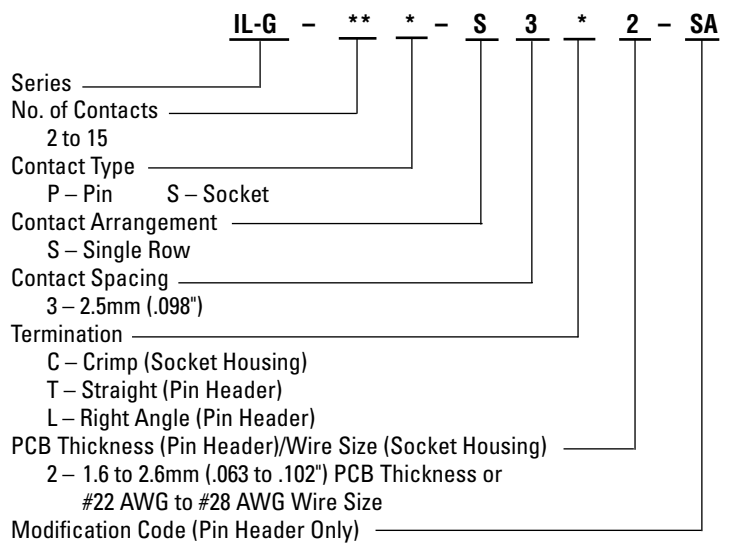 IL-G – ** * – S 3 * 2 – SA
Series
No. of Contacts
2 to 15
Contact Type
P – Pin S – Socket
Contact Arrangement
S – Single Row
Contact Spacing
3 – 2.5mm (.098")
Termination
C – Crimp (Socket Housing)
T – Straight (Pin Header)
L – Right Angle (Pin Header)
PCB Thickness (Pin Header)/Wire Size (Socket Housing)
2 – 1.6 to 2.6mm (.063 to .102") PCB Thickness or
#22 AWG to #28 AWG Wire Size
Modification Code (Pin Header Only)